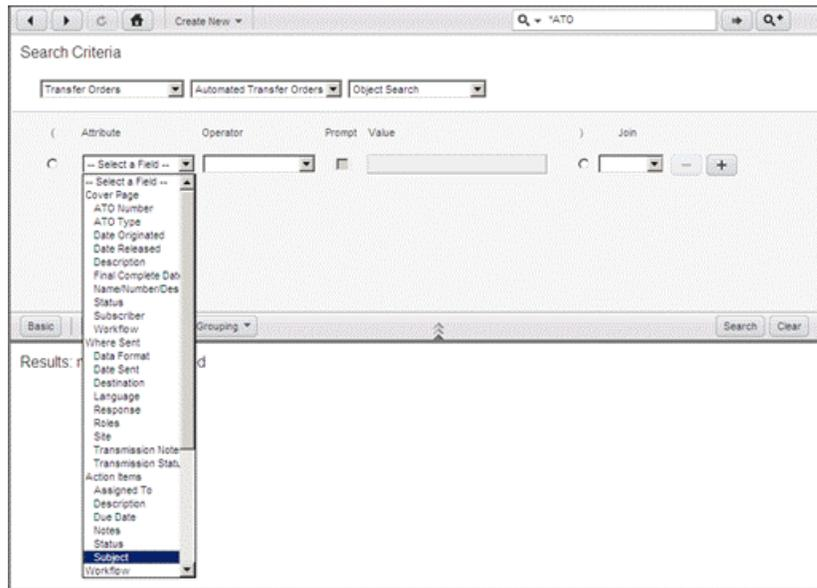 Create New
*ATO
Search Criteria
Transfer Orders
Automated Transfer Orders
Object Search
( Attribute Operator Prompt Value ) Join
-- Select a Field --
-- Select a Field --
Cover Page
ATO Number
ATO Type
Date Originated
Date Released
Description
Final Complete Date
Name/Number/Des
Status
Subscriber
Workflow
Where Sent
Data Format
Date Sent
Destination
Language
Response
Roles
Site
Transmission Note
Transmission Statu
Action Items
Assigned To
Description
Due Date
Notes
Status
Subject
Workflow
Basic
Grouping
Search
Clear
Results: